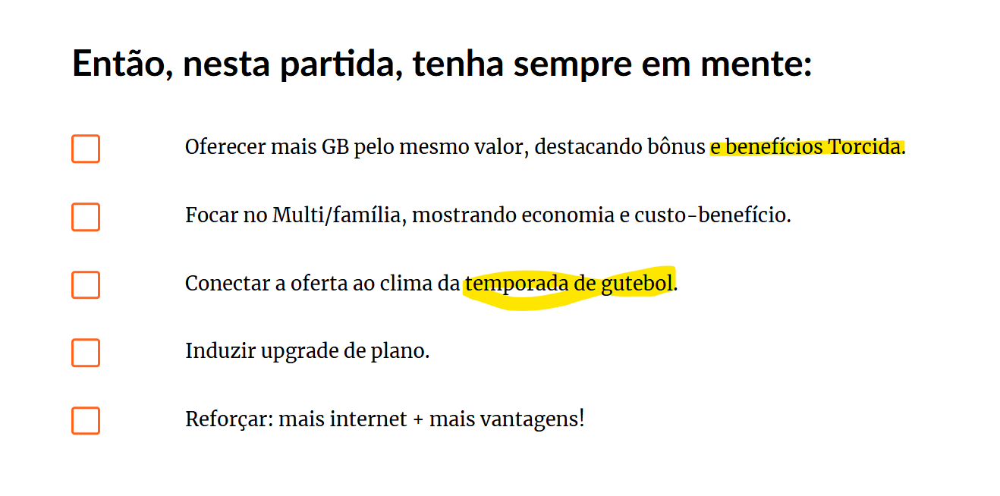 Então, nesta partida, tenha sempre em mente:
Oferecer mais GB pelo mesmo valor, destacando bônus e benefícios Torcida.
Focar no Multi/família, mostrando economia e custo-benefício.
Conectar a oferta ao clima da temporada de gutebol.
Induzir upgrade de plano.
Reforçar: mais internet + mais vantagens!